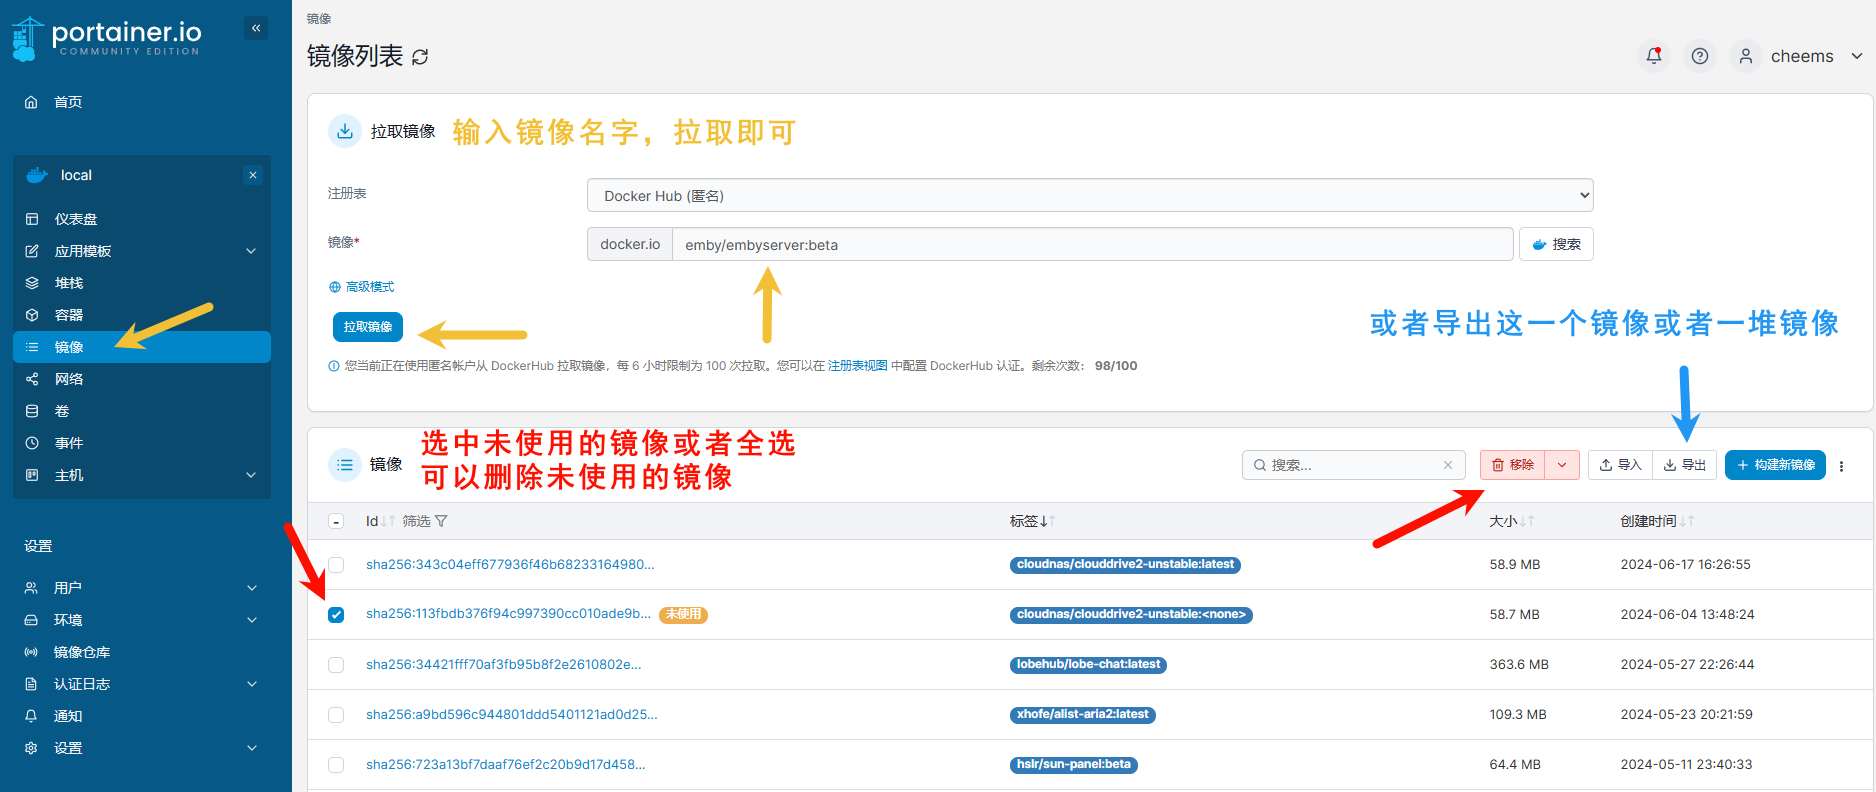 portainer.io
COMMUNITY EDITION
首页
local
仪表盘
应用模板
堆栈
容器
镜像
网络
卷
事件
主机
设置
用户
环境
镜像仓库
认证日志
通知
设置
镜像
镜像列表
cheems
拉取镜像 输入镜像名字，拉取即可
注册表 Docker Hub (匿名)
镜像* docker.io emby/embyserver:beta 搜索
高级模式
拉取镜像
您当前正在使用匿名帐户从 DockerHub 拉取镜像，每 6 小时限制为 100 次拉取。您可以在 注册表视图 中配置 DockerHub 认证。剩余次数： 98/100
或者导出这一个镜像或者一堆镜像
选中未使用的镜像或者全选
可以删除未使用的镜像
镜像 搜索... 移除 导入 导出 构建新镜像
Id 筛选 标签 大小 创建时间
sha256:343c04eff677936f46b68233164980... cloudnas/clouddrive2-unstable:latest 58.9 MB 2024-06-17 16:26:55
sha256:113fbdb376f94c997390cc010ade9b... 未使用 cloudnas/clouddrive2-unstable:<none> 58.7 MB 2024-06-04 13:48:24
sha256:34421fff70af3fb95b8f2e2610802e... lobehub/lobe-chat:latest 363.6 MB 2024-05-27 22:26:44
sha256:a9bd596c944801ddd5401121ad0d25... xhofe/alist-aria2:latest 109.3 MB 2024-05-23 20:21:59
sha256:723a13bf7daaf76ef2c20b9d17d458... hslr/sun-panel:beta 64.4 MB 2024-05-11 23:40:33